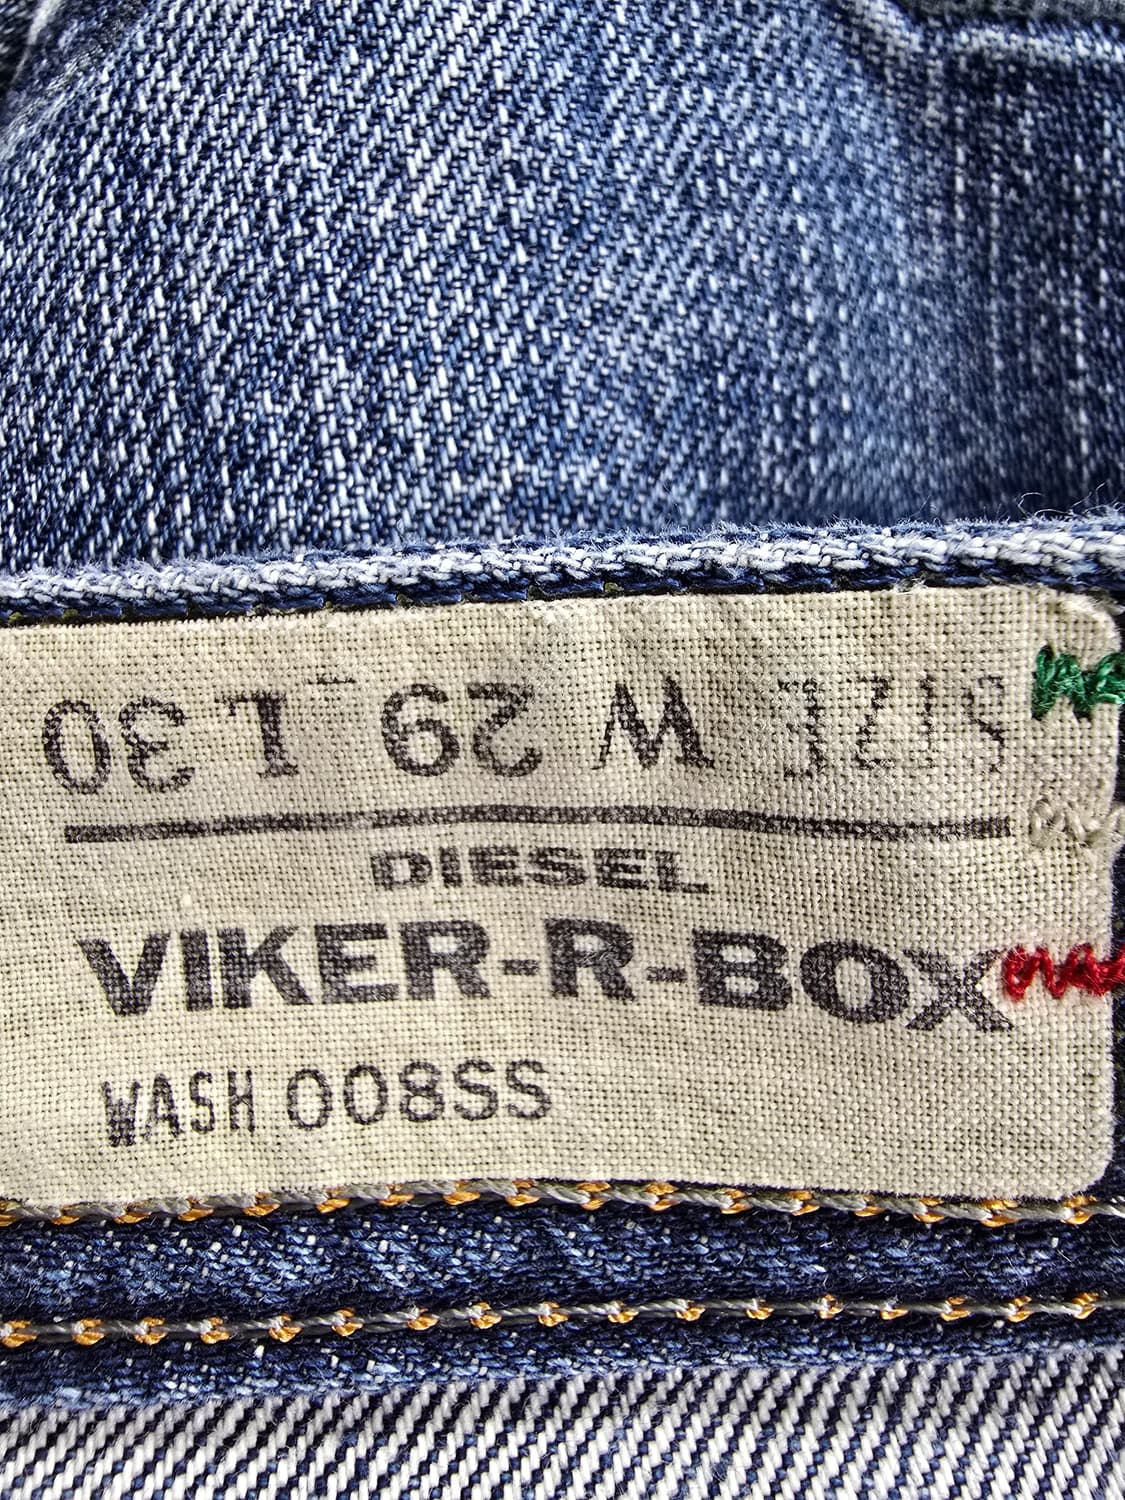 SIZE W 29 L 30
DIESEL
VIKER-R-BOX
WASH 008SS